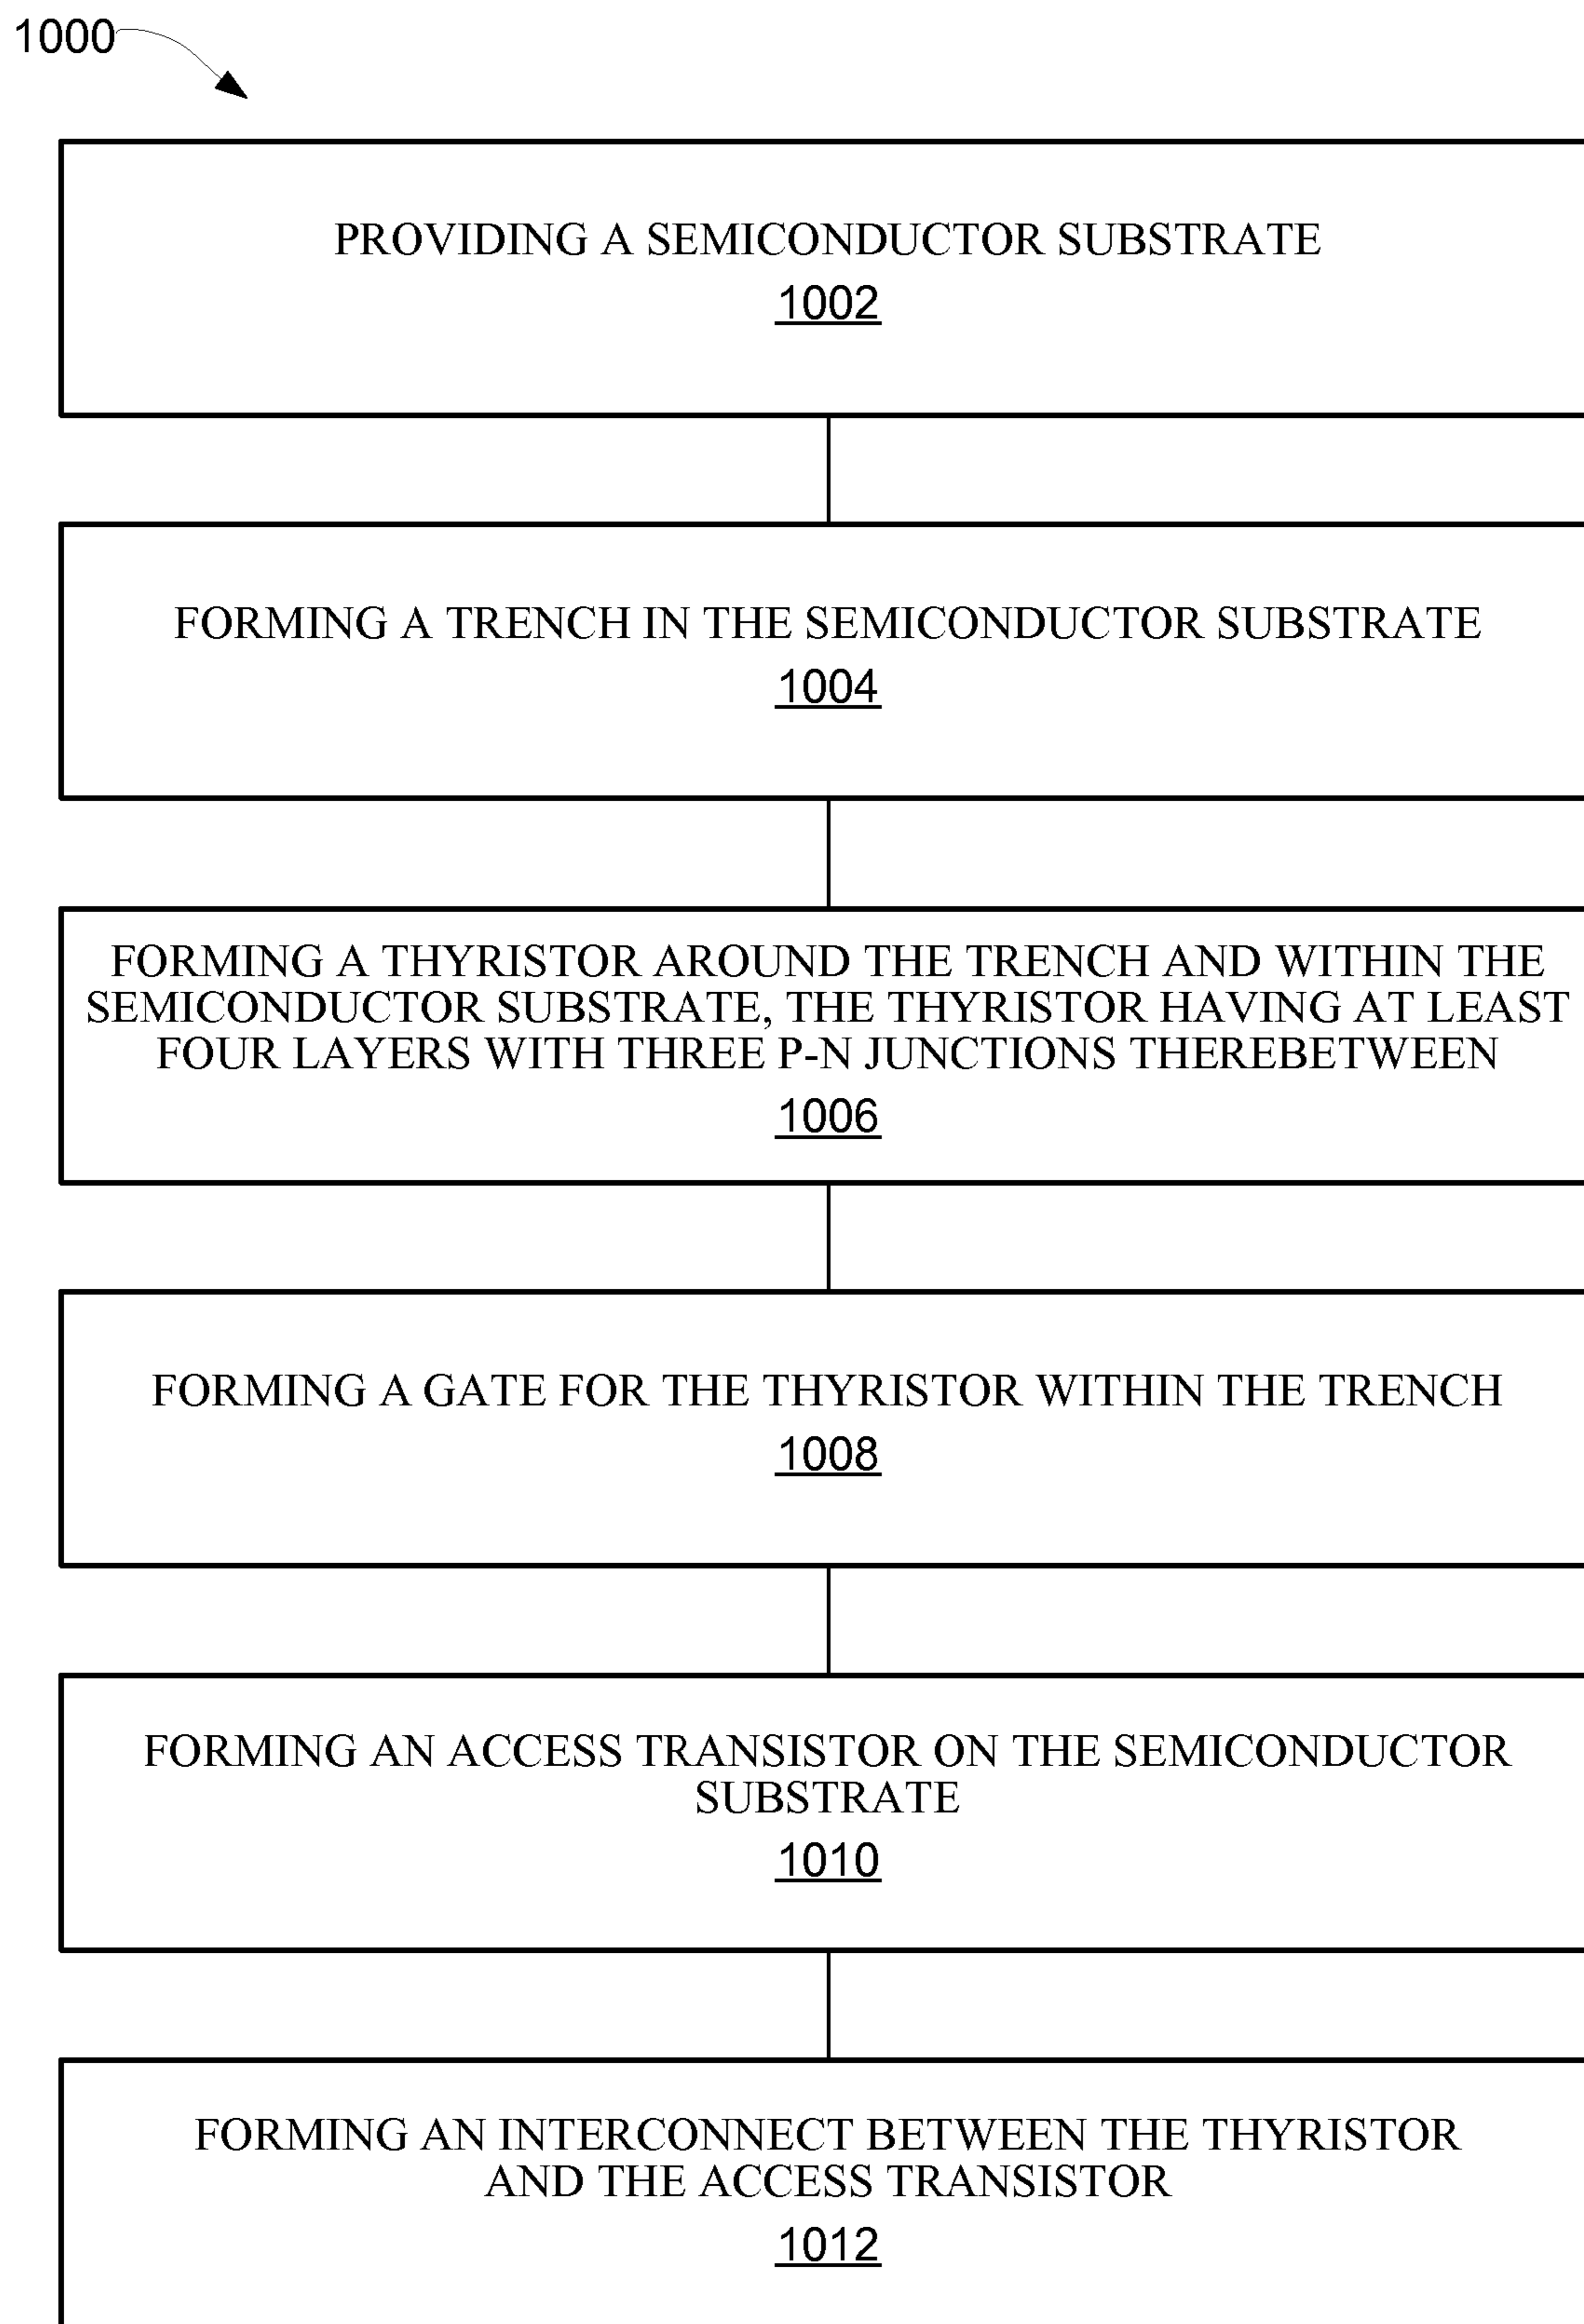 1000
PROVIDING A SEMICONDUCTOR SUBSTRATE
1002
FORMING A TRENCH IN THE SEMICONDUCTOR SUBSTRATE
1004
FORMING A THYRISTOR AROUND THE TRENCH AND WITHIN THE
SEMICONDUCTOR SUBSTRATE, THE THYRISTOR HAVING AT LEAST
FOUR LAYERS WITH THREE P-N JUNCTIONS THEREBETWEEN
1006
FORMING A GATE FOR THE THYRISTOR WITHIN THE TRENCH
1008
FORMING AN ACCESS TRANSISTOR ON THE SEMICONDUCTOR
SUBSTRATE
1010
FORMING AN INTERCONNECT BETWEEN THE THYRISTOR
AND THE ACCESS TRANSISTOR
1012